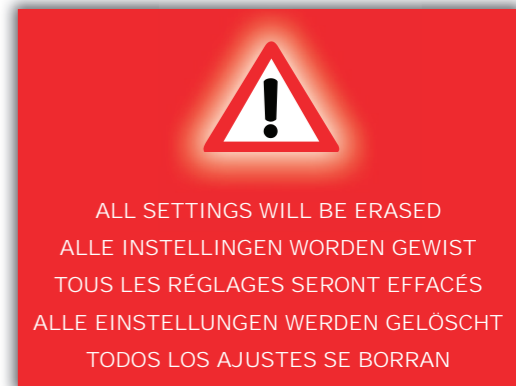 ALL SETTINGS WILL BE ERASED
ALLE INSTELLINGEN WORDEN GEWIST
TOUS LES RÉGLAGES SERONT EFFACÉS
ALLE EINSTELLUNGEN WERDEN GELÖSCHT
TODOS LOS AJUSTES SE BORRAN